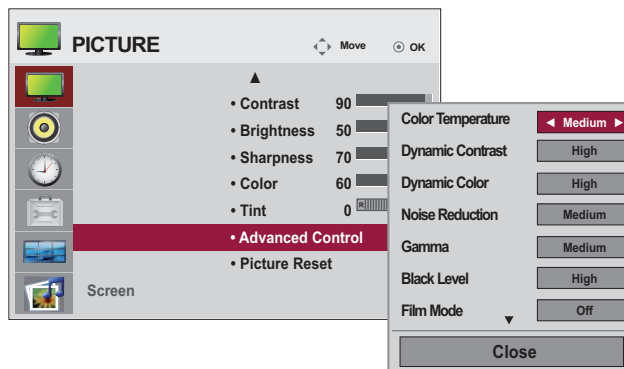 PICTURE
Move
OK
▲
• Contrast 90
• Brightness 50
• Sharpness 70
• Color 60
• Tint 0 R
• Advanced Control
• Picture Reset
Screen
Color Temperature ◄ Medium ►
Dynamic Contrast High
Dynamic Color High
Noise Reduction Medium
Gamma Medium
Black Level High
Film Mode Off
▼
Close